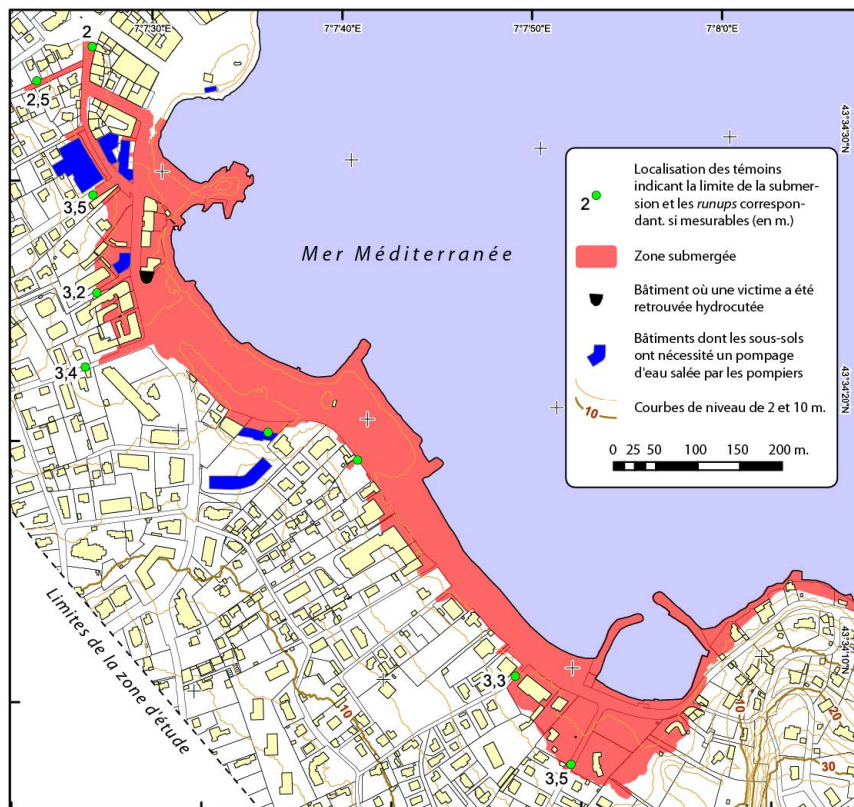 7°7'30"E
7°7'40"E
7°7'50"E
7°8'0"E
2
2,5
3,5
3,2
3,4
3,3
3,5
43°34'30"N
43°34'20"N
43°34'10"N
Mer Méditerranée
Limites de la zone d'étude
10
10
20
30
2
Localisation des témoins
indicant la limite de la submer-
sion et les runups correspon-
dant. si mesurables (en m.)
Zone submergée
Bâtiment où une victime a été
retrouvée hydrocutée
Bâtiments dont les sous-sols
ont nécessité un pompage
d'eau salée par les pompiers
10
Courbes de niveau de 2 et 10 m.
0 25 50 100 150 200 m.